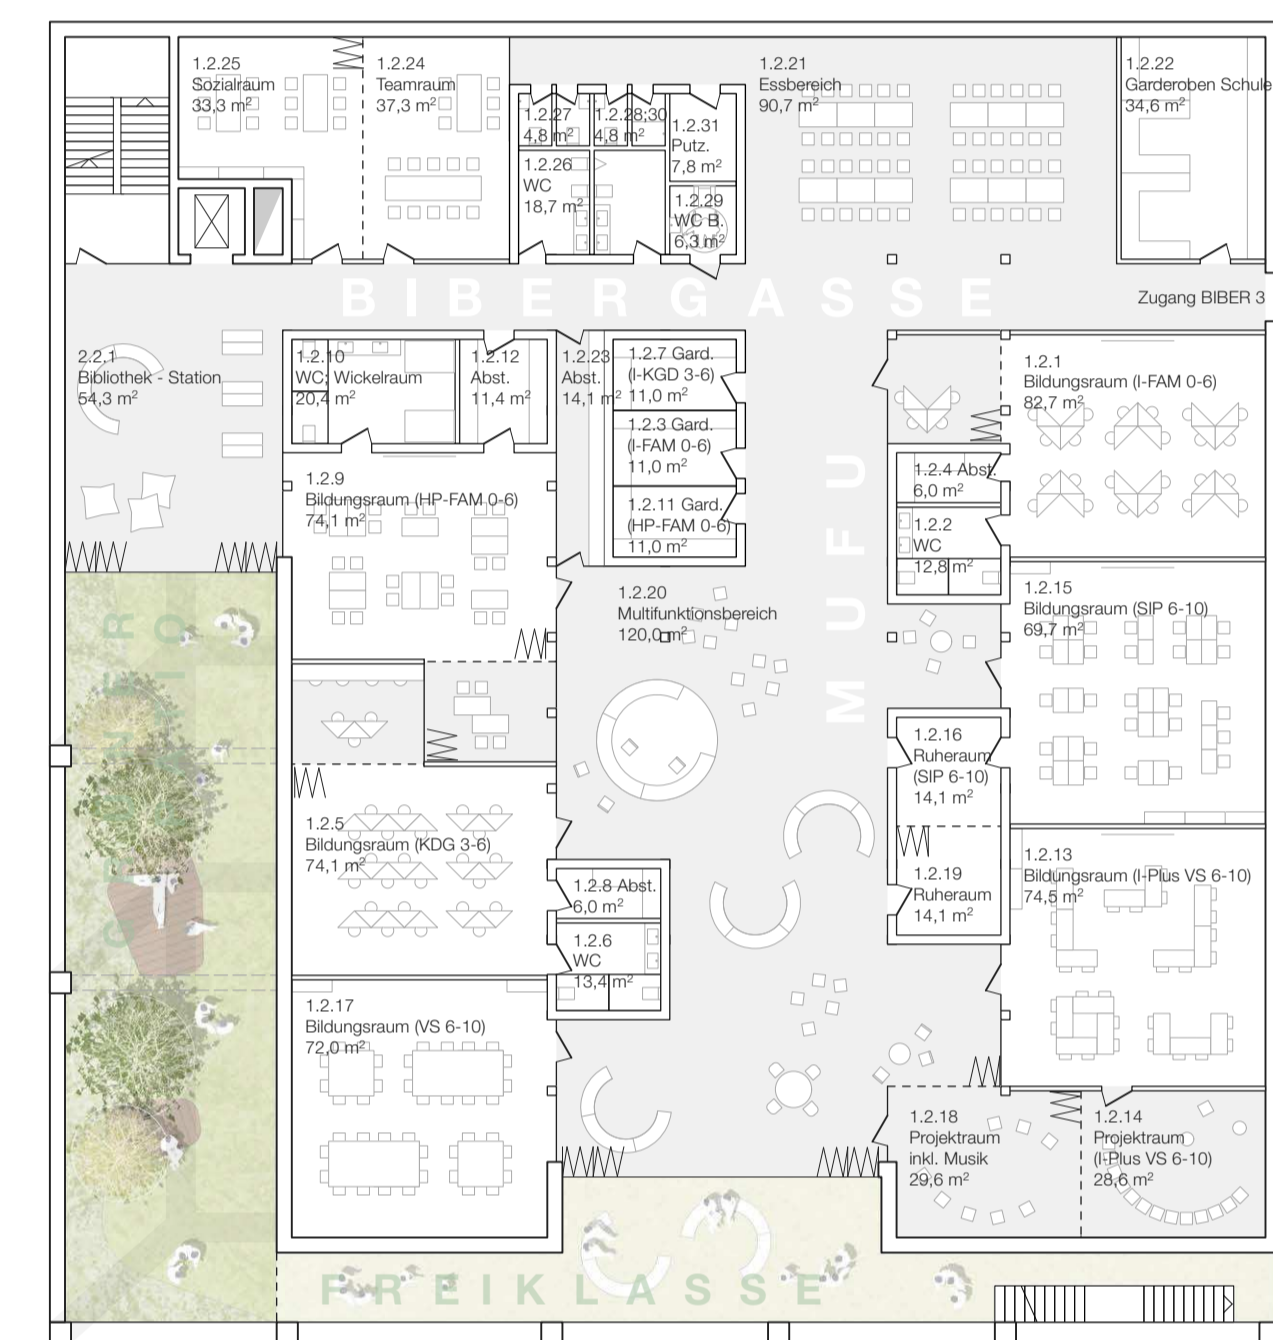 1.2.25
Sozialraum
33,3 m²
1.2.24
Teamraum
37,3 m²
1.2.27
4,8 m²
1.2.28;30
4,8 m²
1.2.26
WC
18,7 m²
1.2.31
Putz.
7,8 m²
1.2.29
WC B.
6,3 m²
1.2.21
Essbereich
90,7 m²
1.2.22
Garderoben Schule
34,6 m²
BIBERGASSE
Zugang BIBER 3
2.2.1
Bibliothek - Station
54,3 m²
1.2.10
WC; Wickelraum
20,4 m²
1.2.12
Abst.
11,4 m²
1.2.23
Abst.
14,1 m²
1.2.7 Gard.
(I-KGD 3-6)
11,0 m²
1.2.3 Gard.
(I-FAM 0-6)
11,0 m²
1.2.11 Gard.
(HP-FAM 0-6)
11,0 m²
1.2.1
Bildungsraum (I-FAM 0-6)
82,7 m²
1.2.4 Abst.
6,0 m²
1.2.2
WC
12,8 m²
1.2.9
Bildungsraum (HP-FAM 0-6)
74,1 m²
MUFU
1.2.20
Multifunktionsbereich
120,0 m²
1.2.15
Bildungsraum (SIP 6-10)
69,7 m²
1.2.16
Ruheraum
(SIP 6-10)
14,1 m²
1.2.19
Ruheraum
14,1 m²
1.2.5
Bildungsraum (KDG 3-6)
74,1 m²
1.2.8 Abst.
6,0 m²
1.2.6
WC
13,4 m²
1.2.13
Bildungsraum (I-Plus VS 6-10)
74,5 m²
1.2.17
Bildungsraum (VS 6-10)
72,0 m²
1.2.18
Projektraum
inkl. Musik
29,6 m²
1.2.14
Projektraum
(I-Plus VS 6-10)
28,6 m²
FREIKLASSE